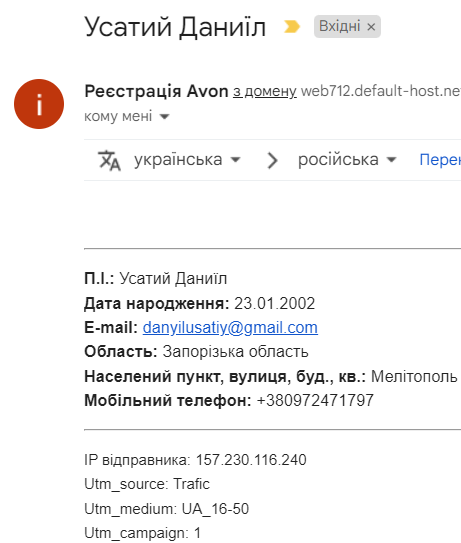 Усатий Даниїл Вхідні ×
і
Реєстрація Avon з домену web712.default-host.ne
кому мені
українська > російська
П.І.: Усатий Даниїл
Дата народження: 23.01.2002
E-mail: danyilusatiy@gmail.com
Область: Запорізька область
Населений пункт, вулиця, буд., кв.: Мелітополь
Мобільний телефон: +380972471797
IP відправника: 157.230.116.240
Utm_source: Trafic
Utm_medium: UA_16-50
Utm_campaign: 1